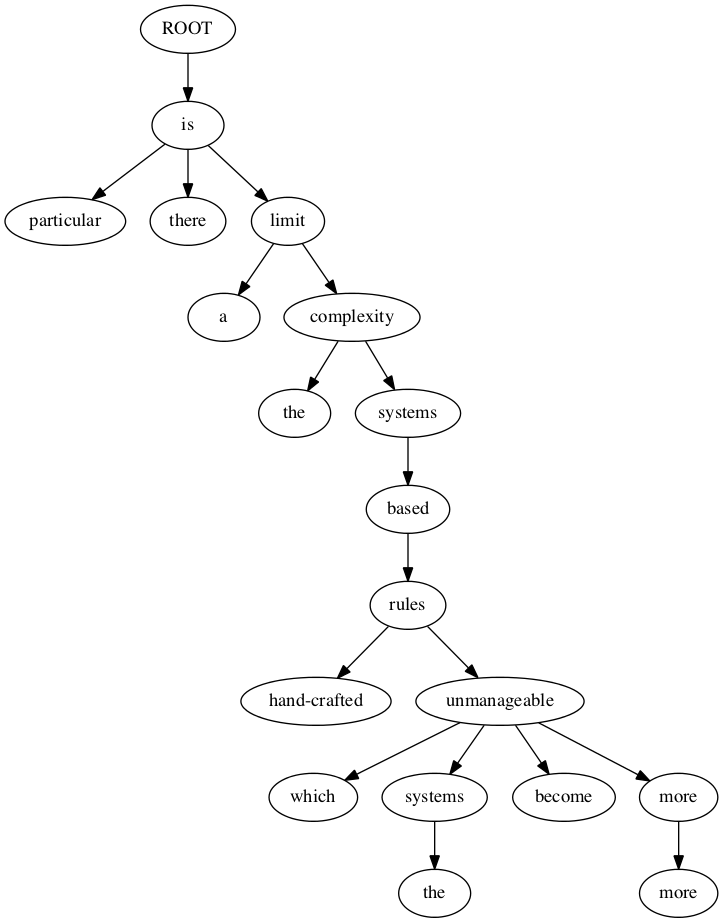 ROOT
is
particular there limit
a complexity
the systems
based
rules
hand-crafted unmanageable
which systems become more
the more